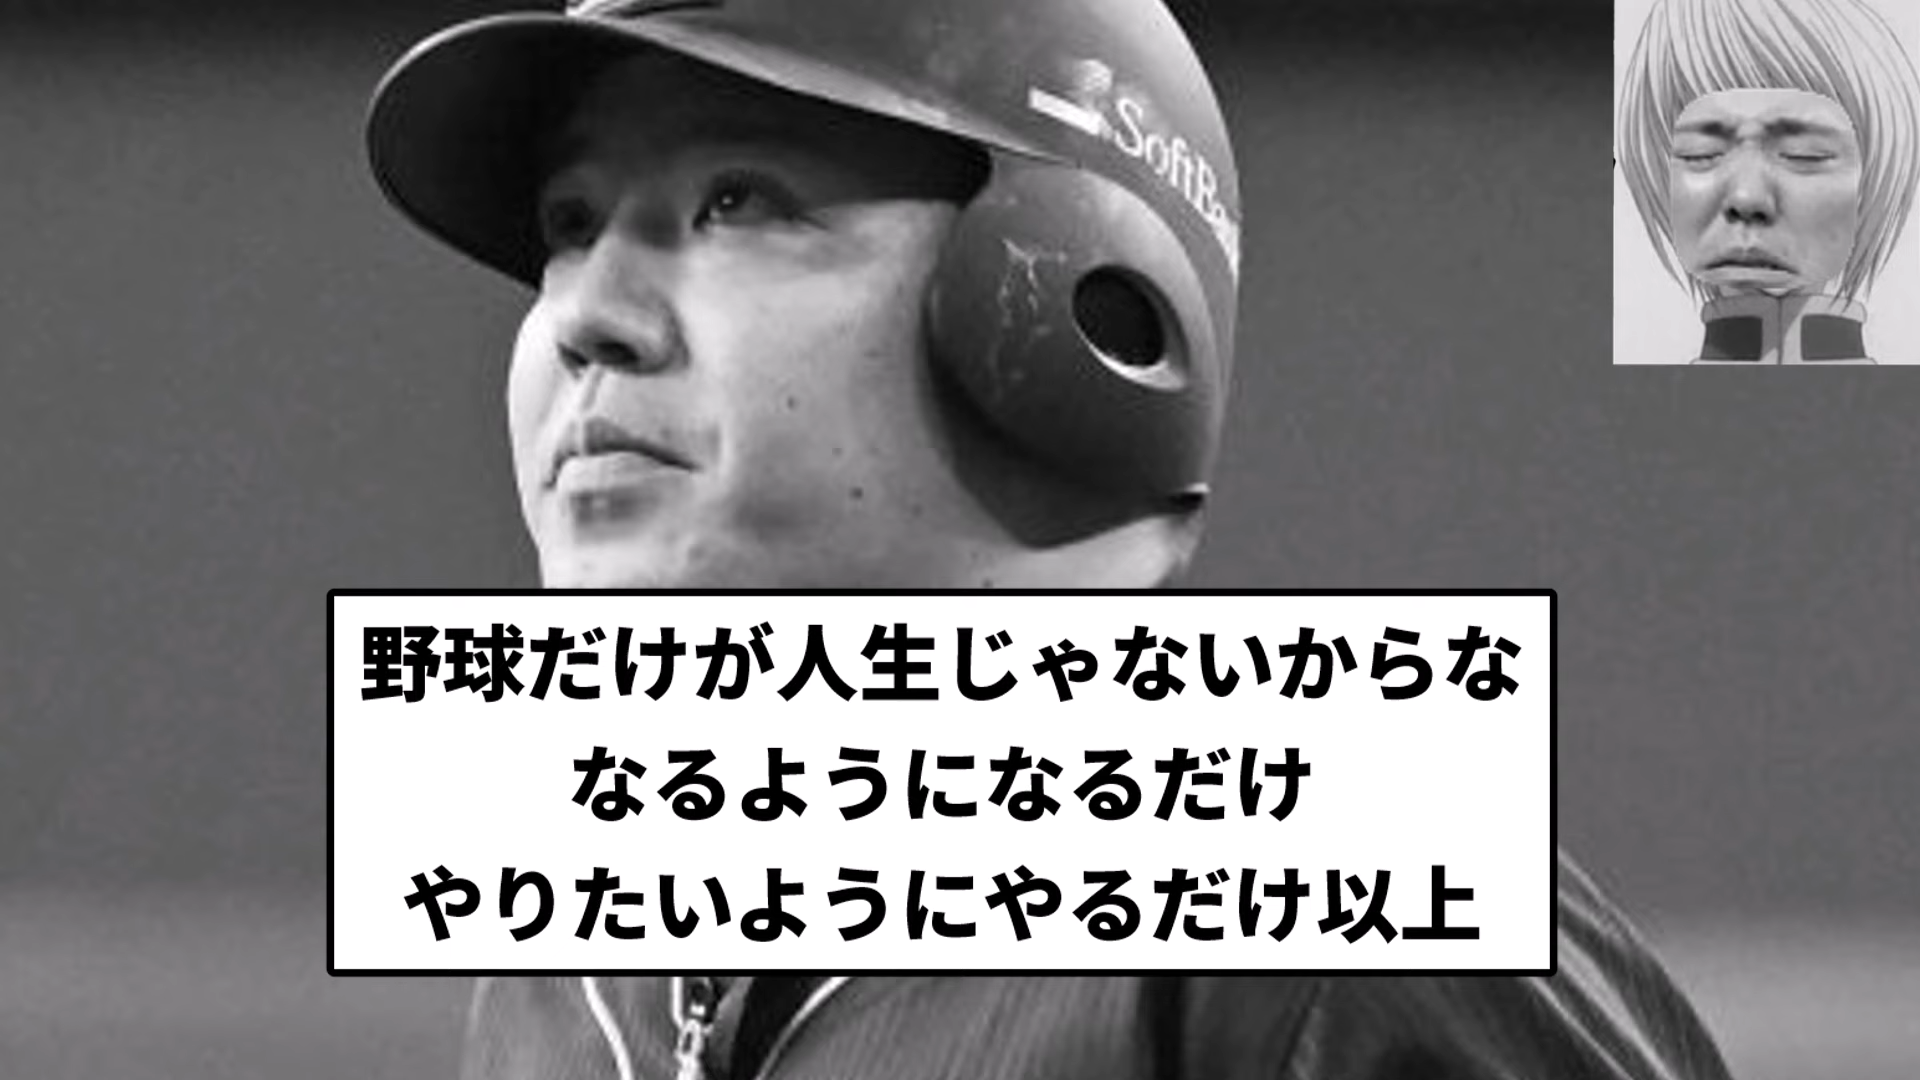 SoftBank
野球だけが人生じゃないからな
なるようになるだけ
やりたいようにやるだけ以上